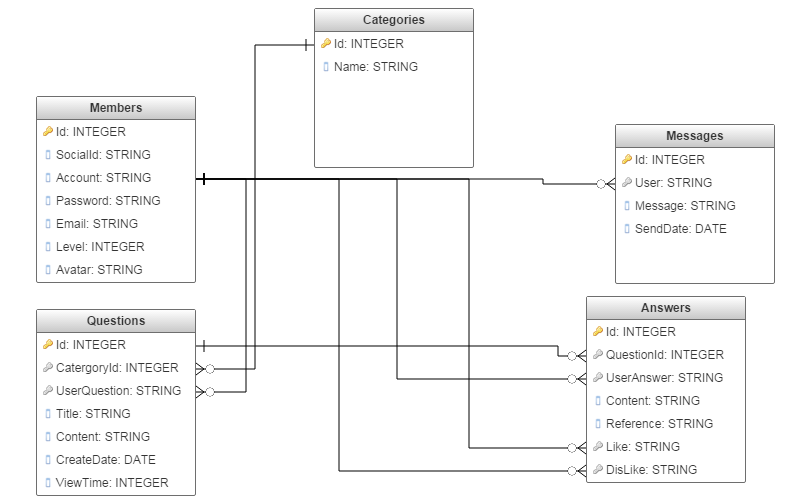 Categories
Id: INTEGER
Name: STRING
Members
Id: INTEGER
SocialId: STRING
Account: STRING
Password: STRING
Email: STRING
Level: INTEGER
Avatar: STRING
Messages
Id: INTEGER
User: STRING
Message: STRING
SendDate: DATE
Questions
Id: INTEGER
CatergoryId: INTEGER
UserQuestion: STRING
Title: STRING
Content: STRING
CreateDate: DATE
ViewTime: INTEGER
Answers
Id: INTEGER
QuestionId: INTEGER
UserAnswer: STRING
Content: STRING
Reference: STRING
Like: STRING
DisLike: STRING